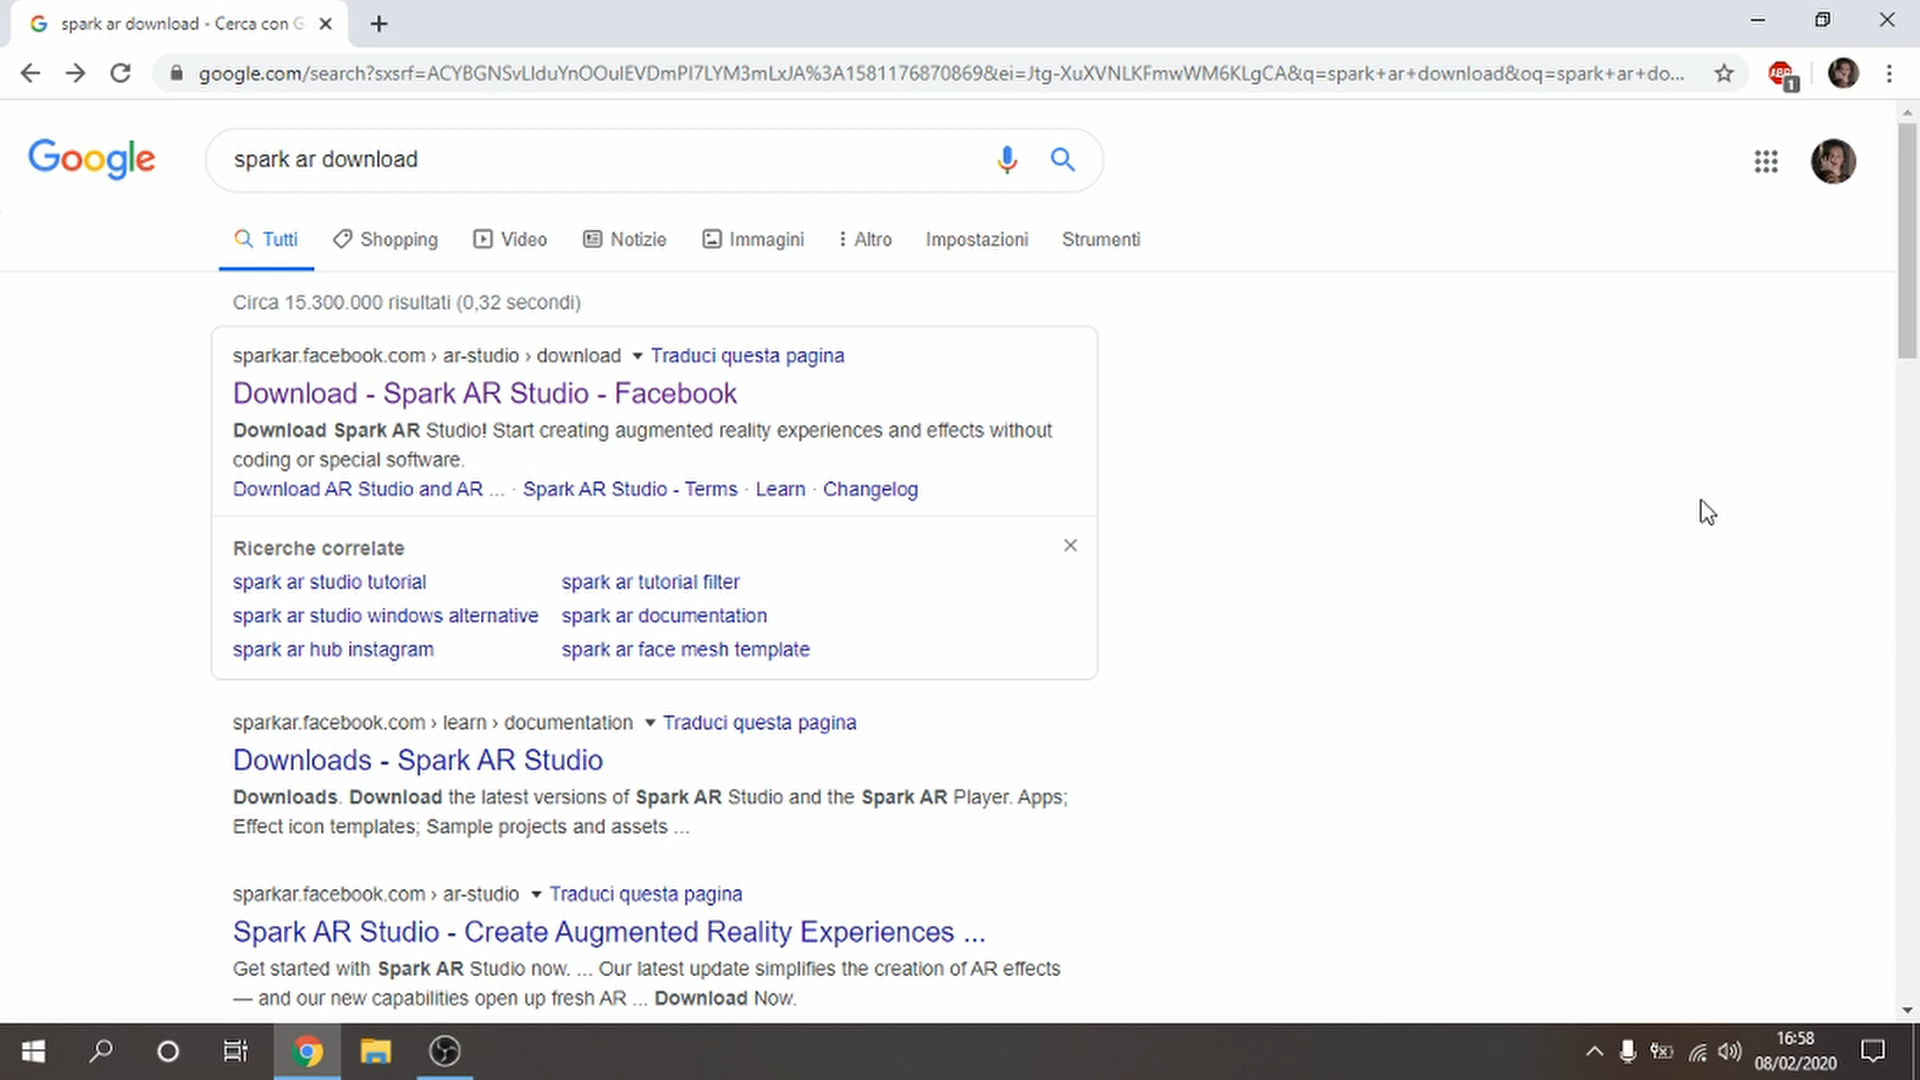 spark ar download - Cerca con G
google.com/search?sxsrf=ACYBGNSvLlduYnOOulEVDmPI7LYM3mLxJA%3A1581176870869&ei=Jtg-XuXVNLKFmwWM6KLgCA&q=spark+ar+download&oq=spark+ar+do...
ABP
1
Google
spark ar download
Tutti Shopping Video Notizie Immagini Altro Impostazioni Strumenti
Circa 15.300.000 risultati (0,32 secondi)
sparkar.facebook.com › ar-studio › download ▾ Traduci questa pagina
Download - Spark AR Studio - Facebook
Download Spark AR Studio! Start creating augmented reality experiences and effects without
coding or special software.
Download AR Studio and AR ... · Spark AR Studio - Terms · Learn · Changelog
Ricerche correlate
spark ar studio tutorial spark ar tutorial filter
spark ar studio windows alternative spark ar documentation
spark ar hub instagram spark ar face mesh template
sparkar.facebook.com › learn › documentation ▾ Traduci questa pagina
Downloads - Spark AR Studio
Downloads. Download the latest versions of Spark AR Studio and the Spark AR Player. Apps;
Effect icon templates; Sample projects and assets ...
sparkar.facebook.com › ar-studio ▾ Traduci questa pagina
Spark AR Studio - Create Augmented Reality Experiences ...
Get started with Spark AR Studio now. ... Our latest update simplifies the creation of AR effects
— and our new capabilities open up fresh AR ... Download Now.
16:58
08/02/2020